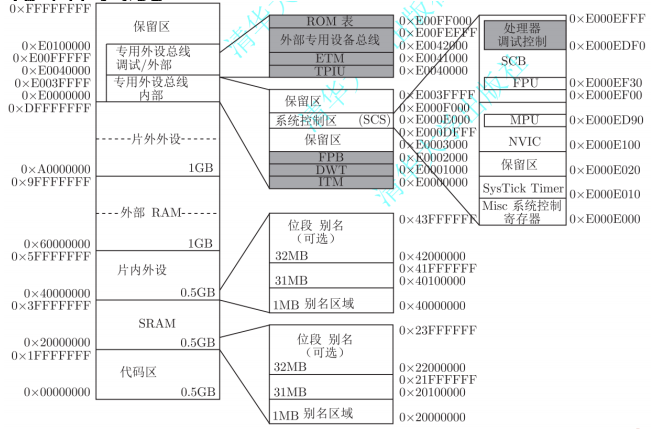 0×FFFFFFFF
保留区
0×E0100000
0×E00FFFFF
专用外设总线
调试/外部
0×E0040000
0×E003FFFF
专用外设总线
内部
0×E0000000
0×DFFFFFFF
片外外设
0×A0000000
1GB
0×9FFFFFFF
外部 RAM
0×60000000
1GB
0×5FFFFFFF
片内外设
0×40000000
0.5GB
0×3FFFFFFF
SRAM
0×20000000
0.5GB
0×1FFFFFFF
代码区
0×00000000
0.5GB
ROM 表
0×E00FF000
外部专用设备总线
0×E00FEFFF
0×E0042000
ETM
0×E0041000
TPIU
0×E0040000
保留区
0×E003FFFF
0×E000F000
系统控制区 (SCS)
0×E000E000
0×E000DFFF
保留区
0×E0003000
FPB
0×E0002000
DWT
0×E0001000
ITM
0×E0000000
位段 别名
(可选)
0×43FFFFFF
32MB
0×42000000
0×41FFFFFF
31MB
0×40100000
1MB 别名区域
0×40000000
位段 别名
(可选)
0×23FFFFFF
32MB
0×22000000
0×21FFFFFF
31MB
0×20100000
1MB 别名区域
0×20000000
0×E000EFFF
处理器
调试控制
0×E000EDF0
SCB
FPU
0×E000EF30
0×E000EF00
MPU
0×E000ED90
NVIC
0×E000E100
保留区
0×E000E020
SysTick Timer
0×E000E010
Misc 系统控制
寄存器
0×E000E000